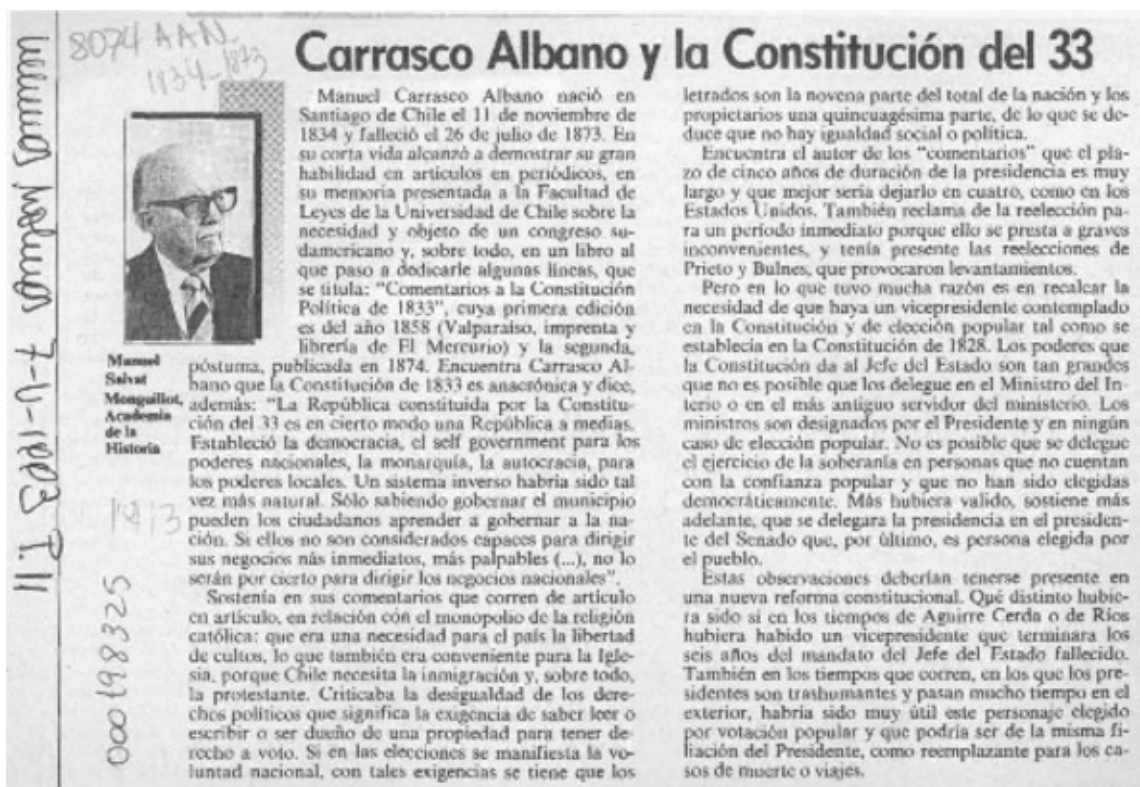 8074 AAN
1834-1873
Carrasco Albano y la Constitución del 33
Manuel
Salvat
Monguillot,
Academia
de la
Historia
Manuel Carrasco Albano nació en
Santiago de Chile el 11 de noviembre de
1834 y falleció el 26 de julio de 1873. En
su corta vida alcanzó a demostrar su gran
habilidad en artículos en periódicos, en
su memoria presentada a la Facultad de
Leyes de la Universidad de Chile sobre la
necesidad y objeto de un congreso su-
damericano y, sobre todo, en un libro al
que paso a dedicarle algunas líneas, que
se titula: "Comentarios a la Constitución
Política de 1833", cuya primera edición
es del año 1858 (Valparaíso, imprenta y
librería de El Mercurio) y la segunda,
póstuma, publicada en 1874. Encuentra Carrasco Al-
bano que la Constitución de 1833 es anacrónica y dice,
además: "La República constituida por la Constitu-
ción del 33 es en cierto modo una República a medias.
Estableció la democracia, el self government para los
poderes nacionales, la monarquía, la autocracia, para
los poderes locales. Un sistema inverso habría sido tal
vez más natural. Sólo sabiendo gobernar el municipio
pueden los ciudadanos aprender a gobernar a la na-
ción. Si ellos no son considerados capaces para dirigir
sus negocios nás inmediatos, más palpables (...), no lo
serán por cierto para dirigir los negocios nacionales".
Sostenía en sus comentarios que corren de artículo
en artículo, en relación con el monopolio de la religión
católica: que era una necesidad para el país la libertad
de cultos, lo que también era conveniente para la Igle-
sia, porque Chile necesita la inmigración y, sobre todo,
la protestante. Criticaba la desigualdad de los dere-
chos políticos que significa la exigencia de saber leer o
escribir o ser dueño de una propiedad para tener de-
recho a voto. Si en las elecciones se manifiesta la vo-
luntad nacional, con tales exigencias se tiene que los
letrados son la novena parte del total de la nación y los
propietarios una quincuagésima parte, de lo que se de-
duce que no hay igualdad social o política.
Encuentra el autor de los "comentarios" que el pla-
zo de cinco años de duración de la presidencia es muy
largo y que mejor sería dejarlo en cuatro, como en los
Estados Unidos. También reclama de la reelección pa-
ra un período inmediato porque ello se presta a graves
inconvenientes, y tenía presente las reelecciones de
Prieto y Bulnes, que provocaron levantamientos.
Pero en lo que tuvo mucha razón es en recalcar la
necesidad de que haya un vicepresidente contemplado
en la Constitución y de elección popular tal como se
establecía en la Constitución de 1828. Los poderes que
la Constitución da al Jefe del Estado son tan grandes
que no es posible que los delegue en el Ministro del In-
terio o en el más antiguo servidor del ministerio. Los
ministros son designados por el Presidente y en ningún
caso de elección popular. No es posible que se delegue
el ejercicio de la soberanía en personas que no cuentan
con la confianza popular y que no han sido elegidas
democráticamente. Más hubiera valido, sostiene más
adelante, que se delegara la presidencia en el presiden-
te del Senado que, por último, es persona elegida por
el pueblo.
Estas observaciones deberían tenerse presente en
una nueva reforma constitucional. Qué distinto hubie-
ra sido si en los tiempos de Aguirre Cerda o de Ríos
hubiera habido un vicepresidente que terminara los
seis años del mandato del Jefe del Estado fallecido.
También en los tiempos que corren, en los que los pre-
sidentes son trashumantes y pasan mucho tiempo en el
exterior, habría sido muy útil este personaje elegido
por votación popular y que podría ser de la misma fi-
liación del Presidente, como reemplazante para los ca-
sos de muerte o viajes.
1413
000198325